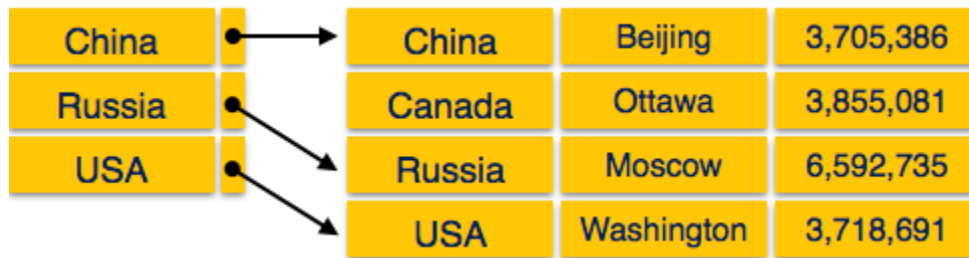 China China Beijing 3,705,386
Russia Canada Ottawa 3,855,081
USA Russia Moscow 6,592,735
USA Washington 3,718,691